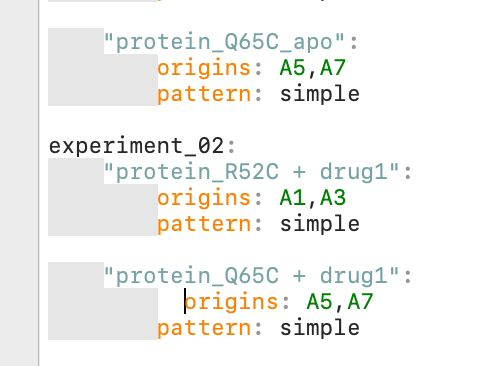 "protein_Q65C_apo":
        origins: A5,A7
        pattern: simple

experiment_02:
    "protein_R52C + drug1":
        origins: A1,A3
        pattern: simple

    "protein_Q65C + drug1":
          origins: A5,A7
        pattern: simple